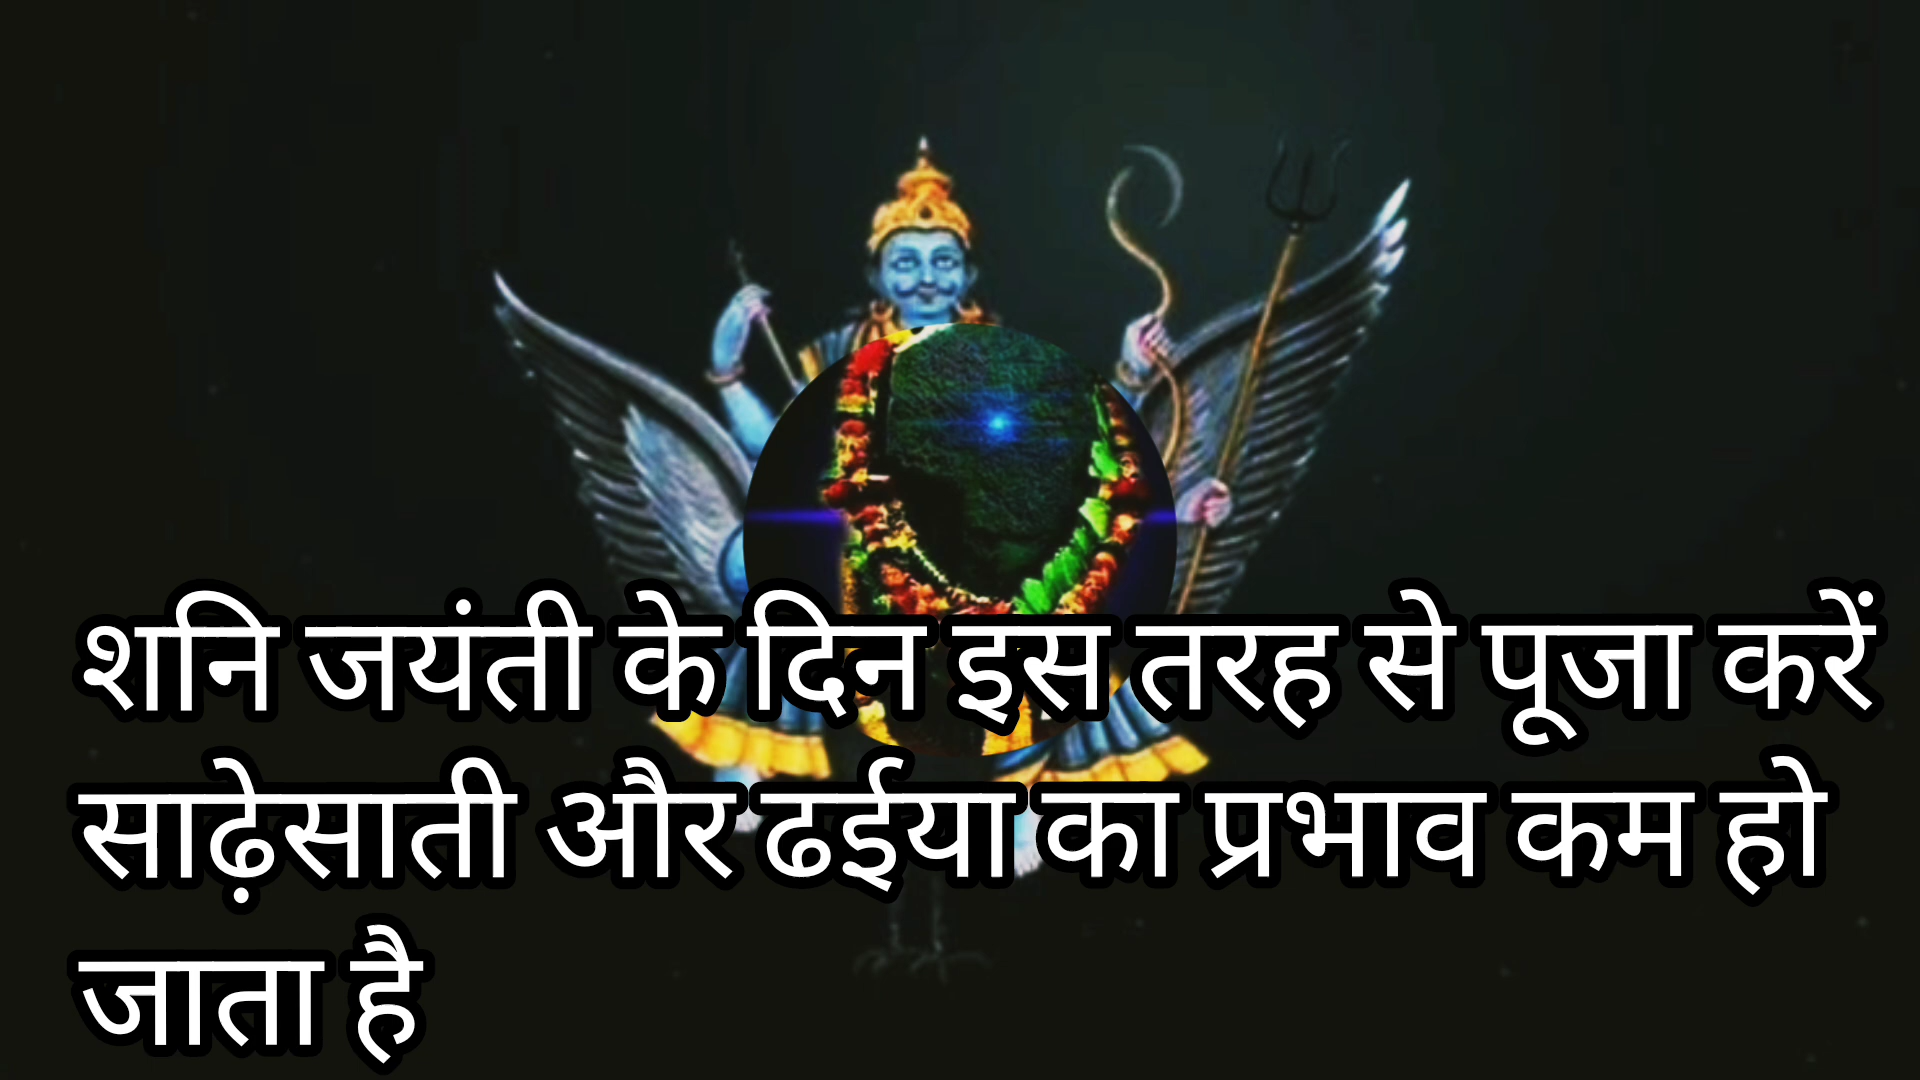 शनि जयंती के दिन इस तरह से पूजा करें
साढ़ेसाती और ढईया का प्रभाव कम हो
जाता है